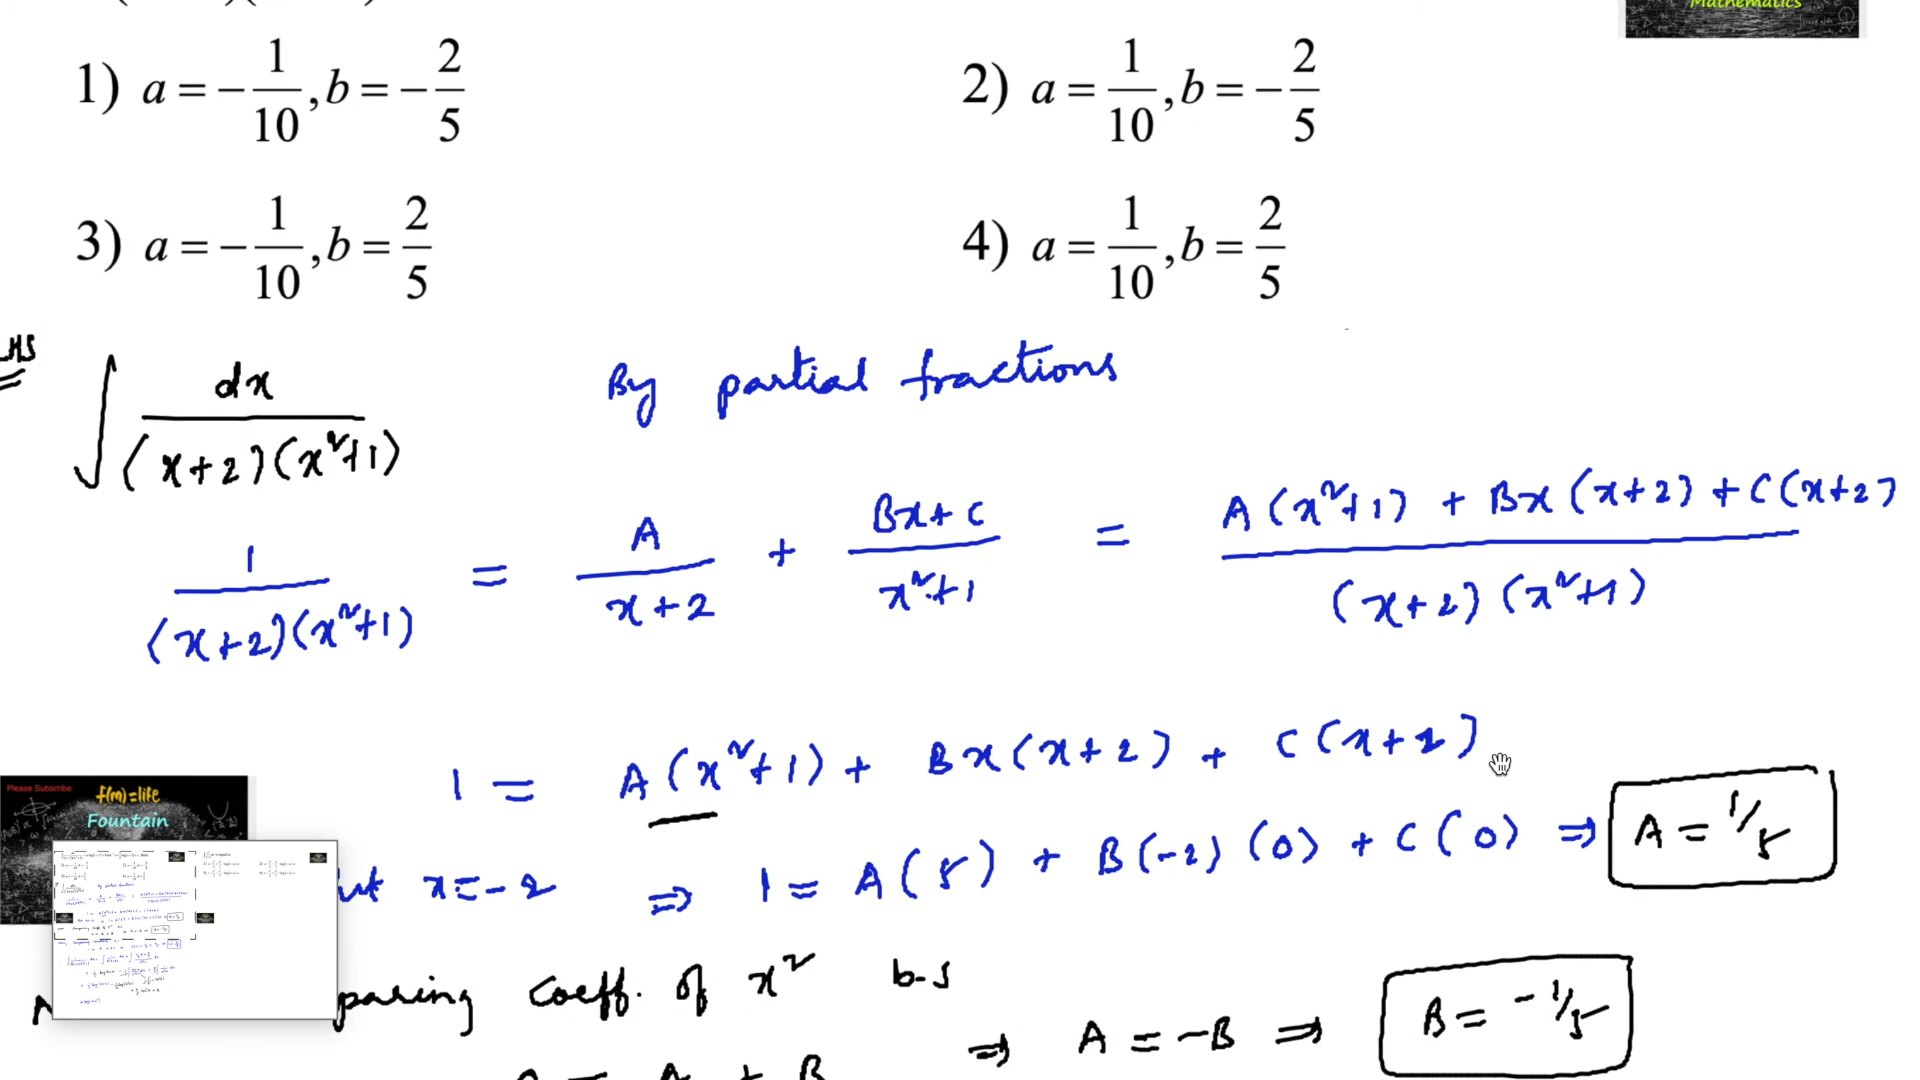 Mathematics
1) a = -1/10, b = -2/5
2) a = 1/10, b = -2/5
3) a = -1/10, b = 2/5
4) a = 1/10, b = 2/5
∫ dx/((x+2)(x²+1))
By partial fractions
1/((x+2)(x²+1)) = A/(x+2) + (Bx+C)/(x²+1) = (A(x²+1) + Bx(x+2) + C(x+2))/((x+2)(x²+1))
1 = A(x²+1) + Bx(x+2) + C(x+2)
Please Subscribe
f(m)=life
Fountain
x = -2 ⇒ 1 = A(5) + B(-2)(0) + C(0) ⇒ A = 1/5
paring Coeff. of x² b-s
⇒ A = -B ⇒ B = -1/5
= A + B